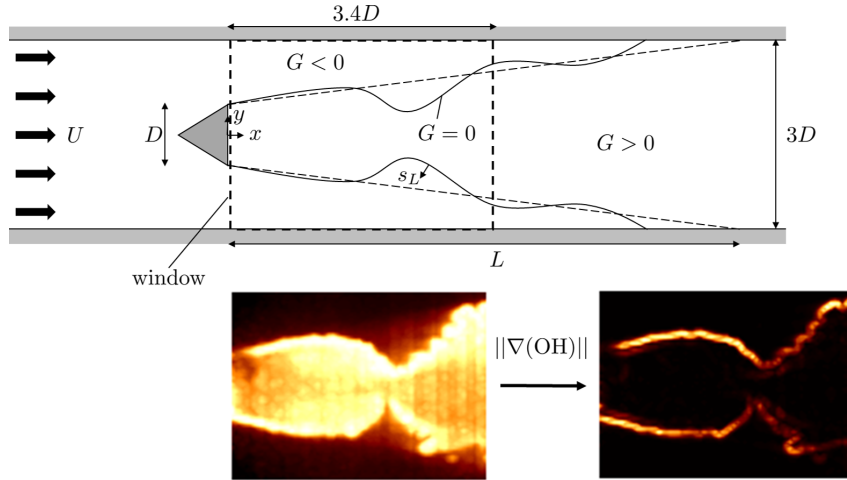 3.4D
G < 0
y
D
U
x
G = 0
G > 0
3D
s_L
L
window
||∇(OH)||